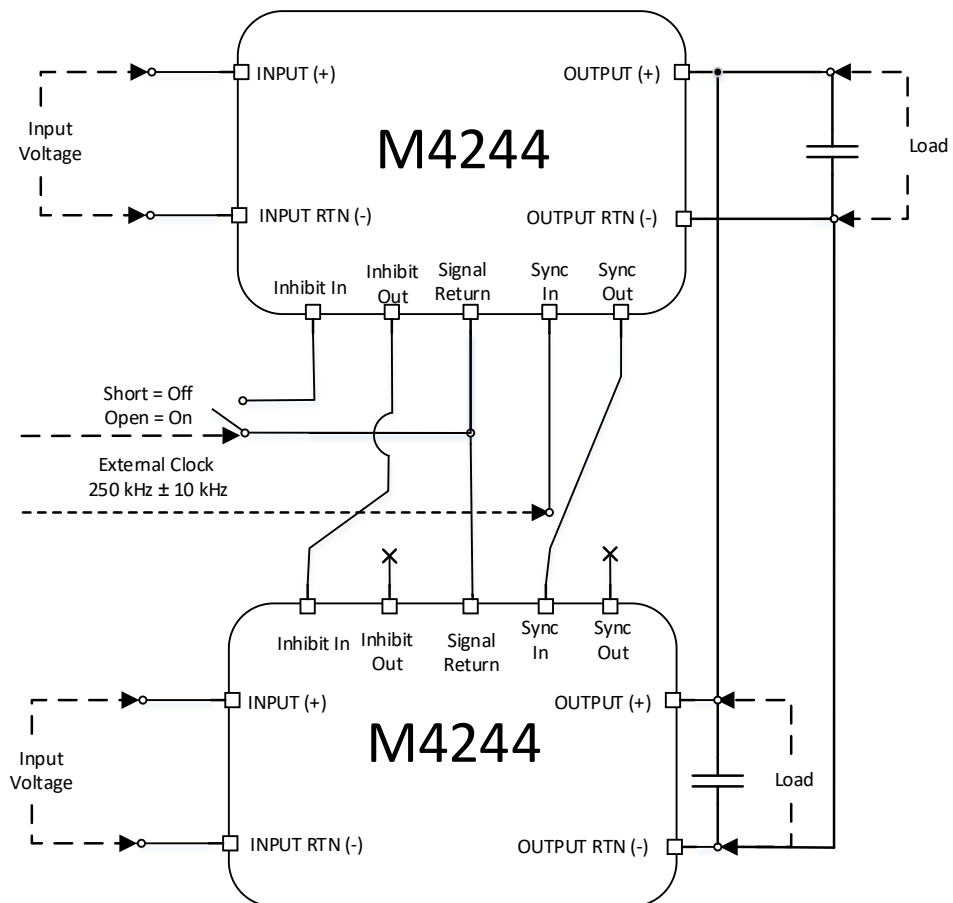 INPUT (+)
OUTPUT (+)
Input
Voltage
M4244
Load
INPUT RTN (-)
OUTPUT RTN (-)
Inhibit In
Inhibit
Out
Signal
Return
Sync
In
Sync
Out
Short = Off
Open = On
External Clock
250 kHz ± 10 kHz
Inhibit In
Inhibit
Out
Signal
Return
Sync
In
Sync
Out
INPUT (+)
OUTPUT (+)
Input
Voltage
M4244
Load
INPUT RTN (-)
OUTPUT RTN (-)